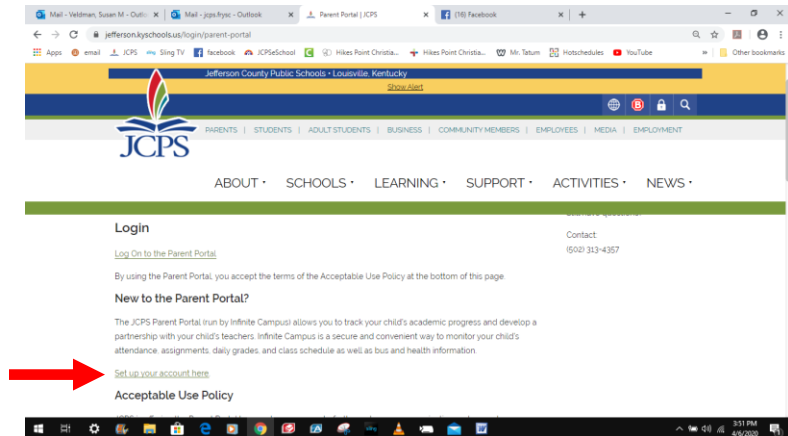 Mail - Veldman, Susan M - Outlo
Mail - jcps.frysc - Outlook
Parent Portal | JCPS
(16) Facebook
jefferson.kyschools.us/login/parent-portal
Apps email JCPS Sling TV facebook JCPSeSchool Hikes Point Christia... Hikes Point Christia... Mr. Tatum Hotschedules YouTube » Other bookmarks
Jefferson County Public Schools • Louisville, Kentucky
Show Alert
JCPS
PARENTS | STUDENTS | ADULT STUDENTS | BUSINESS | COMMUNITY MEMBERS | EMPLOYEES | MEDIA | EMPLOYMENT
ABOUT • SCHOOLS • LEARNING • SUPPORT • ACTIVITIES • NEWS •
Login
Log On to the Parent Portal
By using the Parent Portal, you accept the terms of the Acceptable Use Policy at the bottom of this page.
New to the Parent Portal?
The JCPS Parent Portal (run by Infinite Campus) allows you to track your child's academic progress and develop a
partnership with your child's teachers. Infinite Campus is a secure and convenient way to monitor your child's
attendance, assignments, daily grades, and class schedule as well as bus and health information.
Set up your account here.
Acceptable Use Policy
Contact:
(502) 313-4357
3:51 PM
4/6/2020